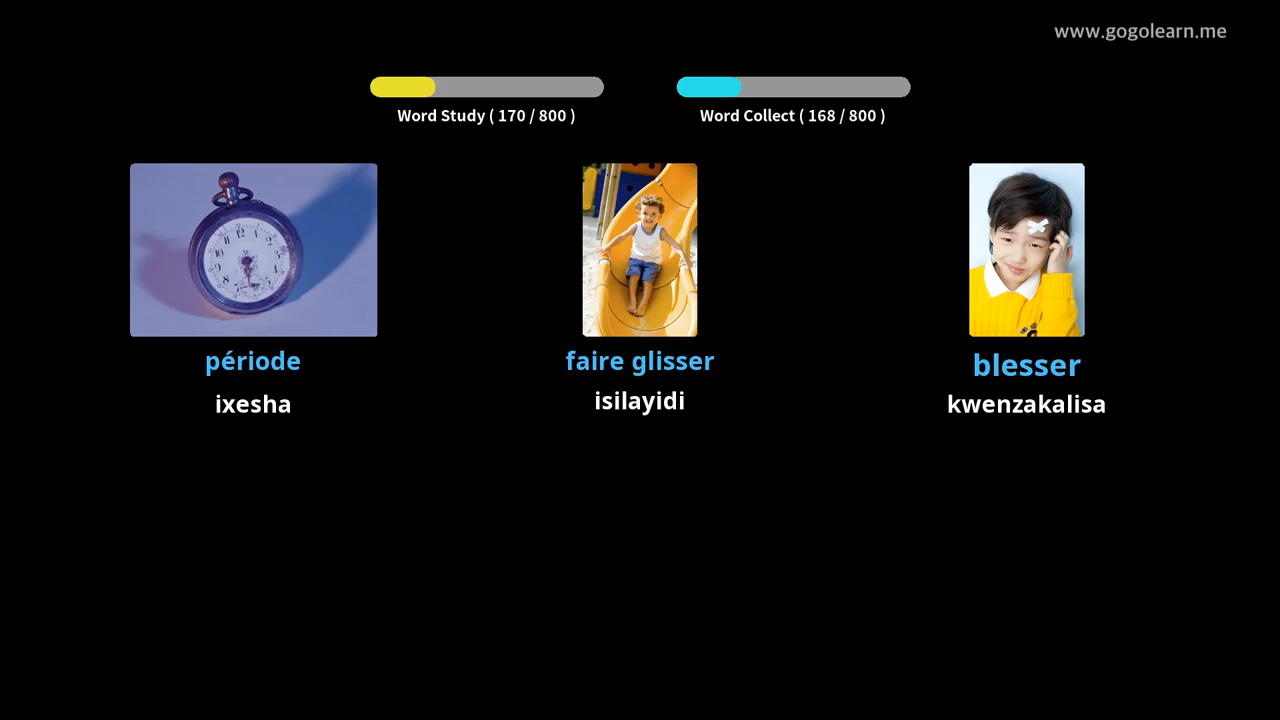 www.gogolearn.me
Word Study ( 170 / 800 )
Word Collect ( 168 / 800 )
période
faire glisser
blesser
ixesha
isilayidi
kwenzakalisa